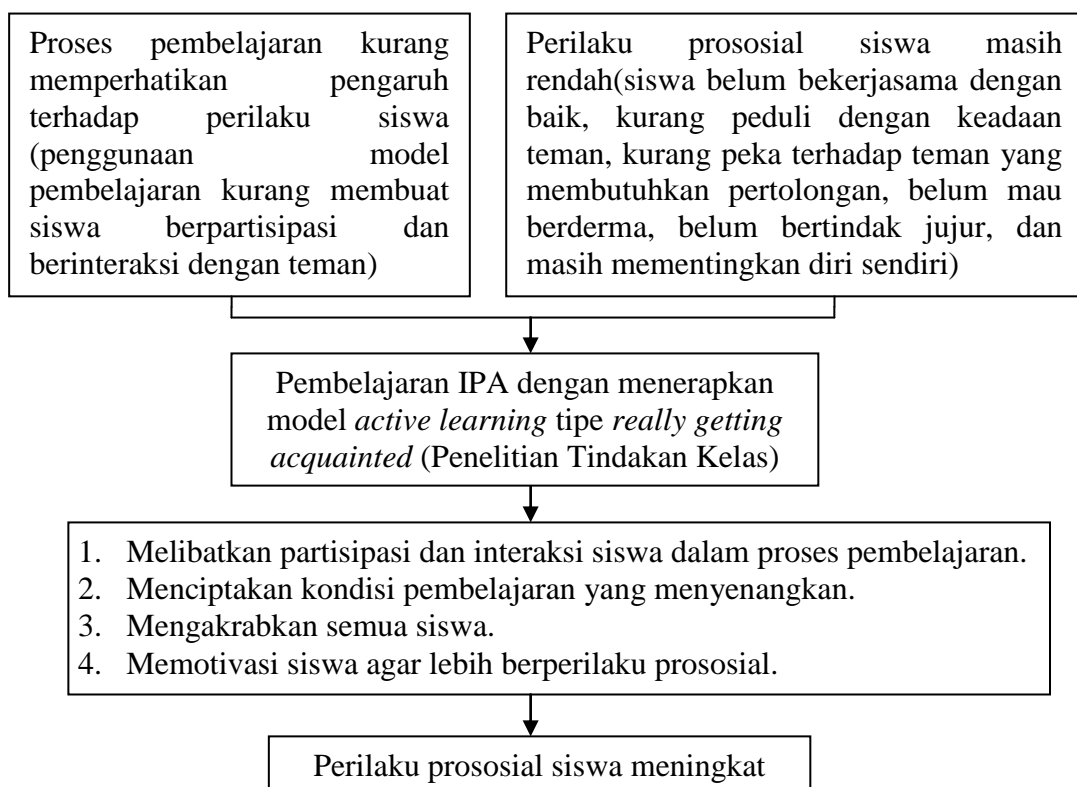 Proses pembelajaran kurang
memperhatikan pengaruh
terhadap perilaku siswa
(penggunaan model
pembelajaran kurang membuat
siswa berpartisipasi dan
berinteraksi dengan teman)
Perilaku prososial siswa masih
rendah(siswa belum bekerjasama dengan
baik, kurang peduli dengan keadaan
teman, kurang peka terhadap teman yang
membutuhkan pertolongan, belum mau
berderma, belum bertindak jujur, dan
masih mementingkan diri sendiri)
Pembelajaran IPA dengan menerapkan
model active learning tipe really getting
acquainted (Penelitian Tindakan Kelas)
1. Melibatkan partisipasi dan interaksi siswa dalam proses pembelajaran.
2. Menciptakan kondisi pembelajaran yang menyenangkan.
3. Mengakrabkan semua siswa.
4. Memotivasi siswa agar lebih berperilaku prososial.
Perilaku prososial siswa meningkat